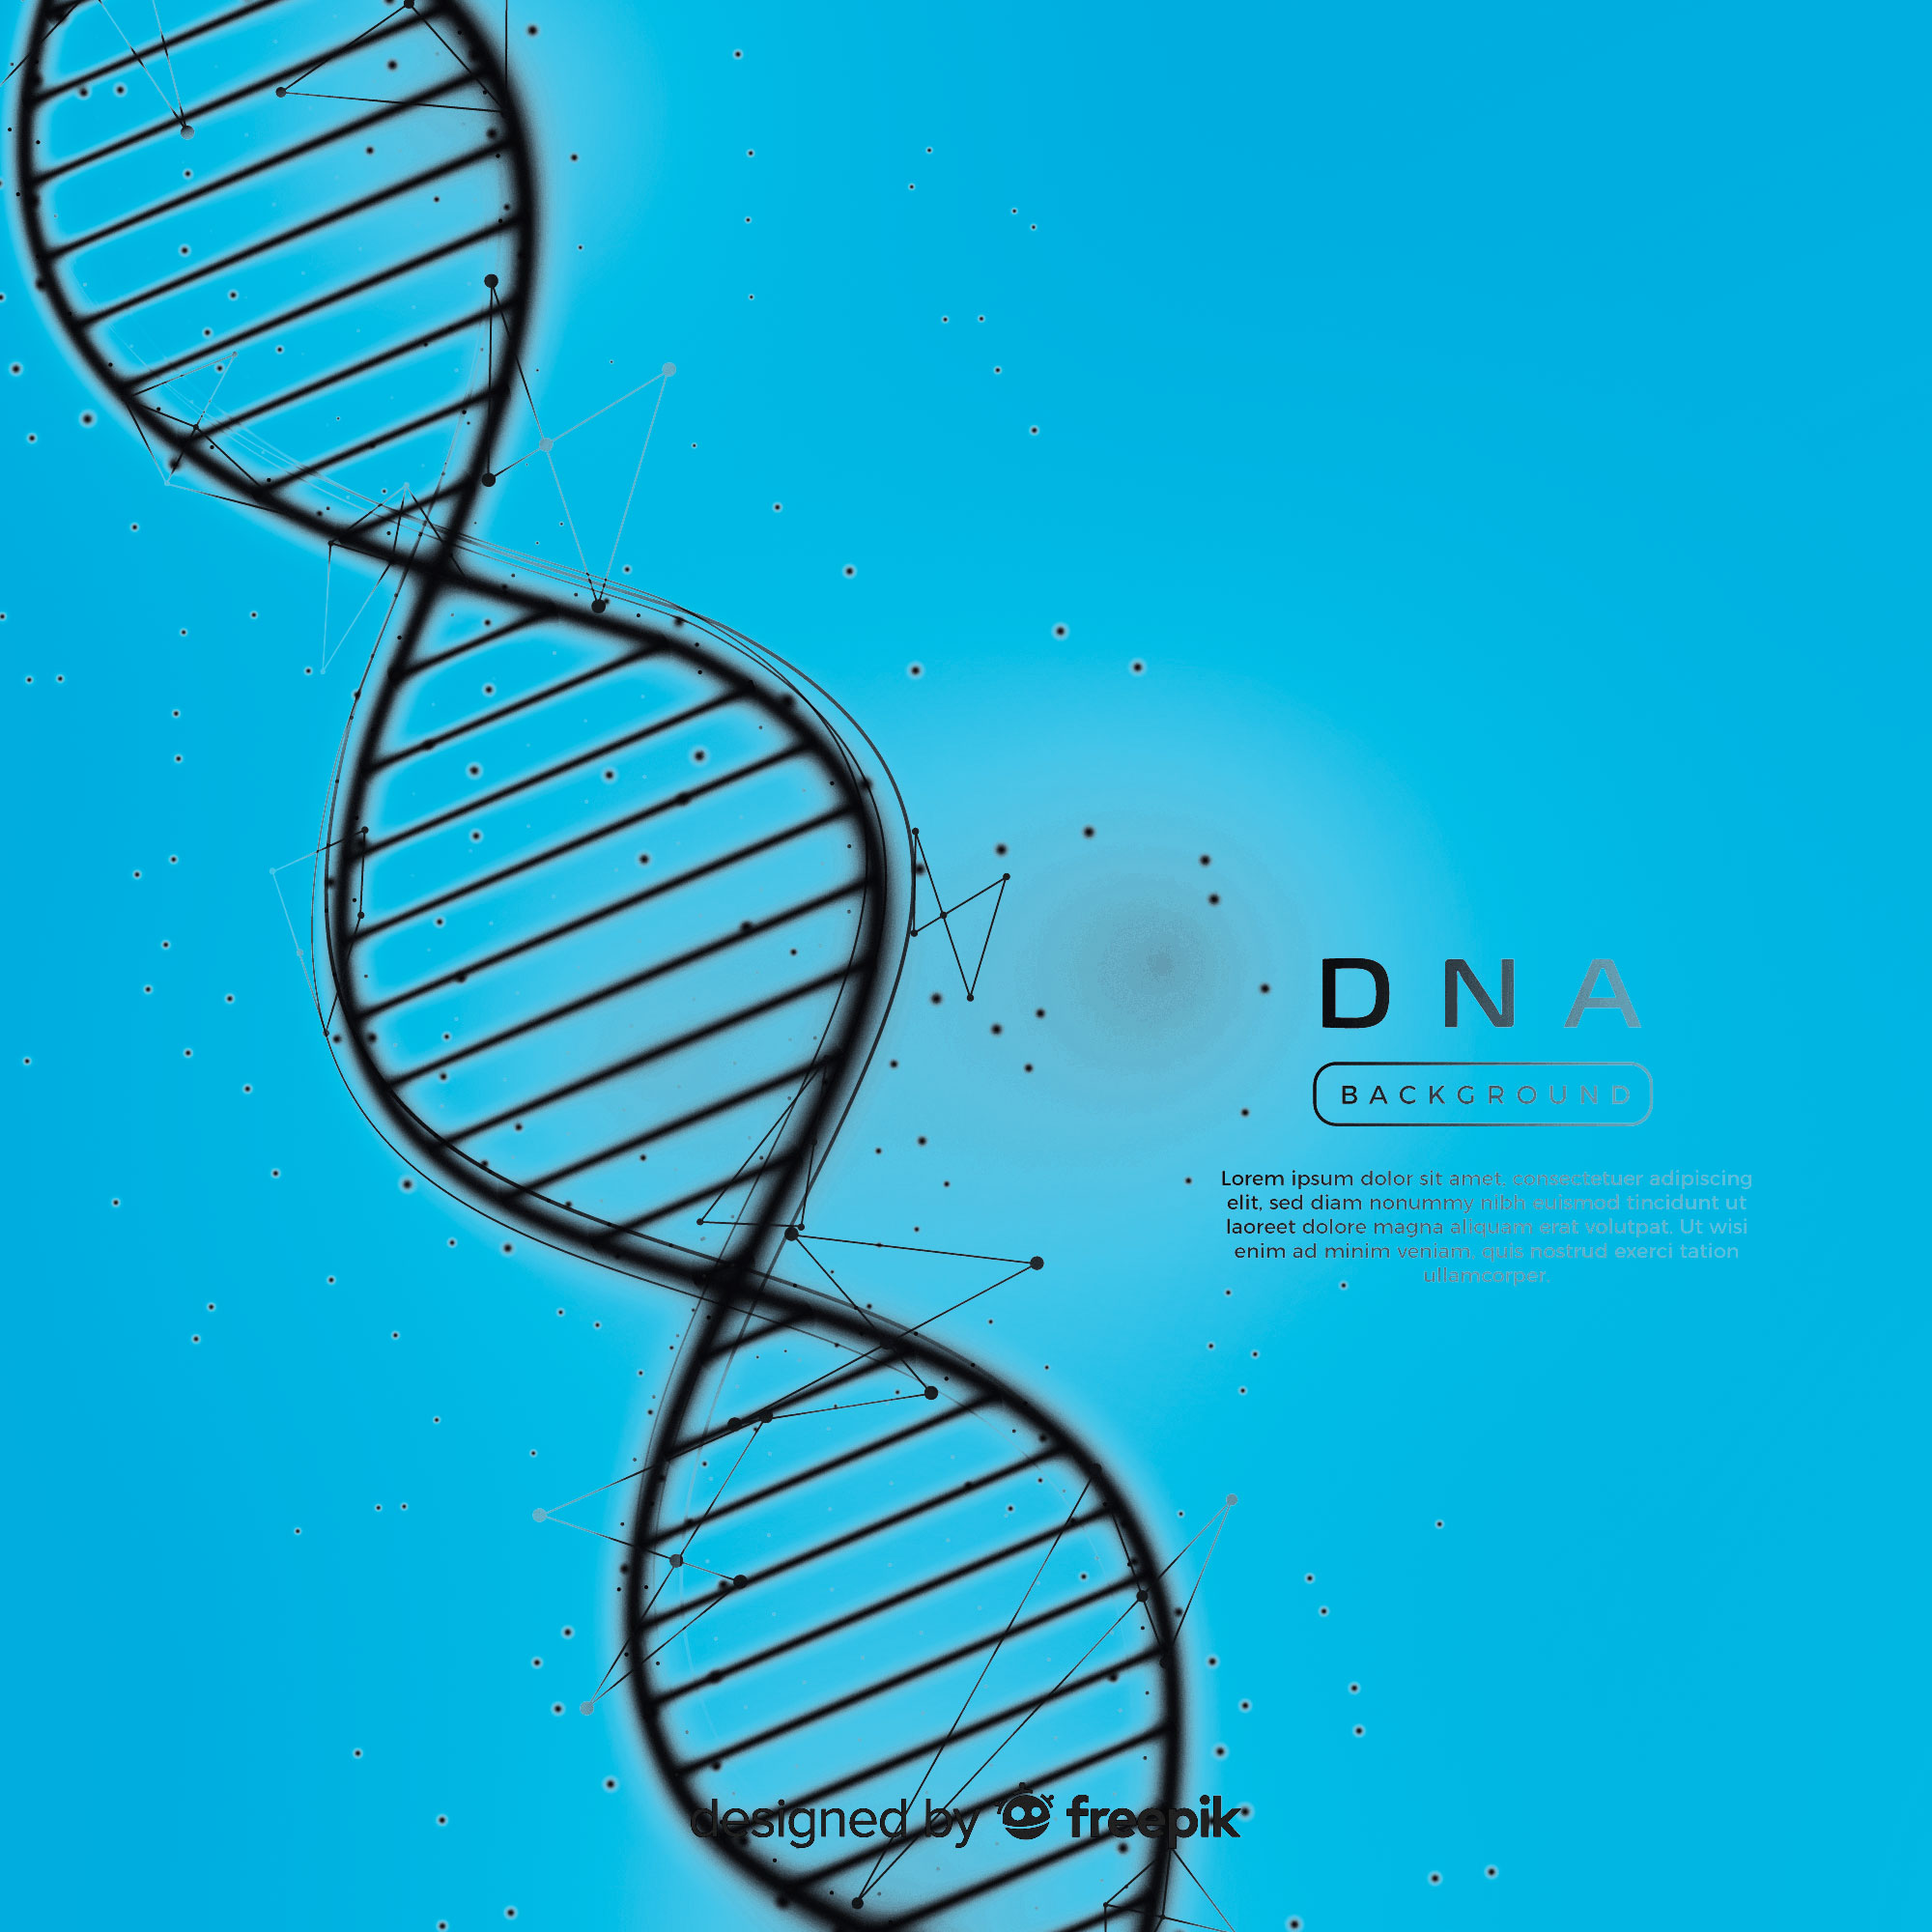 DNA
BACKGROUND
Lorem ipsum dolor sit amet, consectetuer adipiscing
elit, sed diam nonummy nibh euismod tincidunt ut
laoreet dolore magna aliquam erat volutpat. Ut wisi
enim ad minim veniam, quis nostrud exerci tation
ullamcorper.
designed by freepik